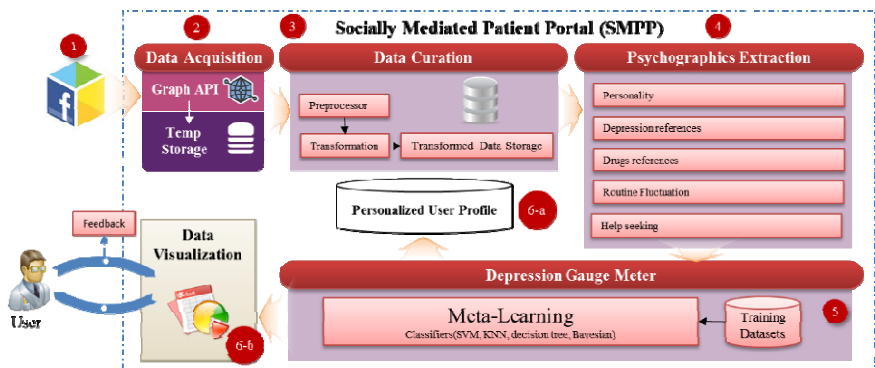 Socially Mediated Patient Portal (SMPP)
1
2
3
4
f
Data Acquisition
Graph API
Temp
Storage
Data Curation
Preprocessor
Transformation
Transformed Data Storage
Psychographics Extraction
Personality
Depression references
Drugs references
Routine Fluctuation
Help seeking
Personalized User Profile
6-a
Feedback
User
Data
Visualization
6-b
Depression Gauge Meter
5
Meta-Learning
Classifiers(SVM, KNN, decision tree, Bayesian)
Training
Datasets